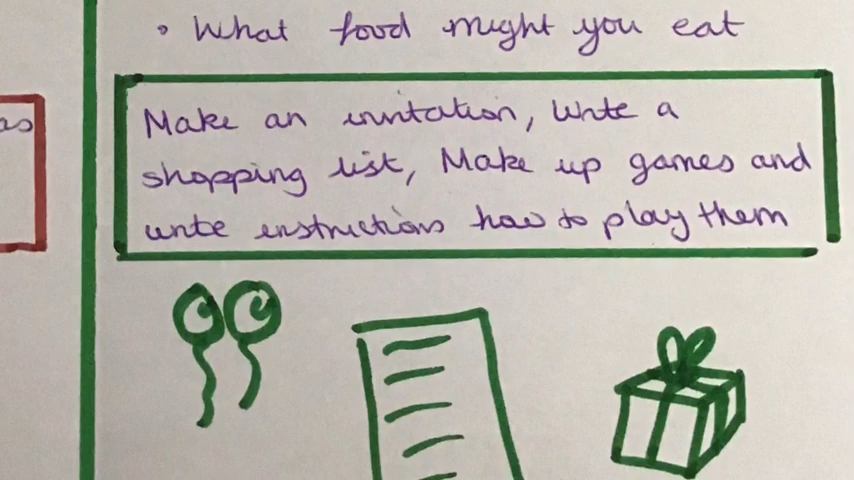 • What food might you eat
as
Make an invitation, Write a
shopping list, Make up games and
write instructions how to play them